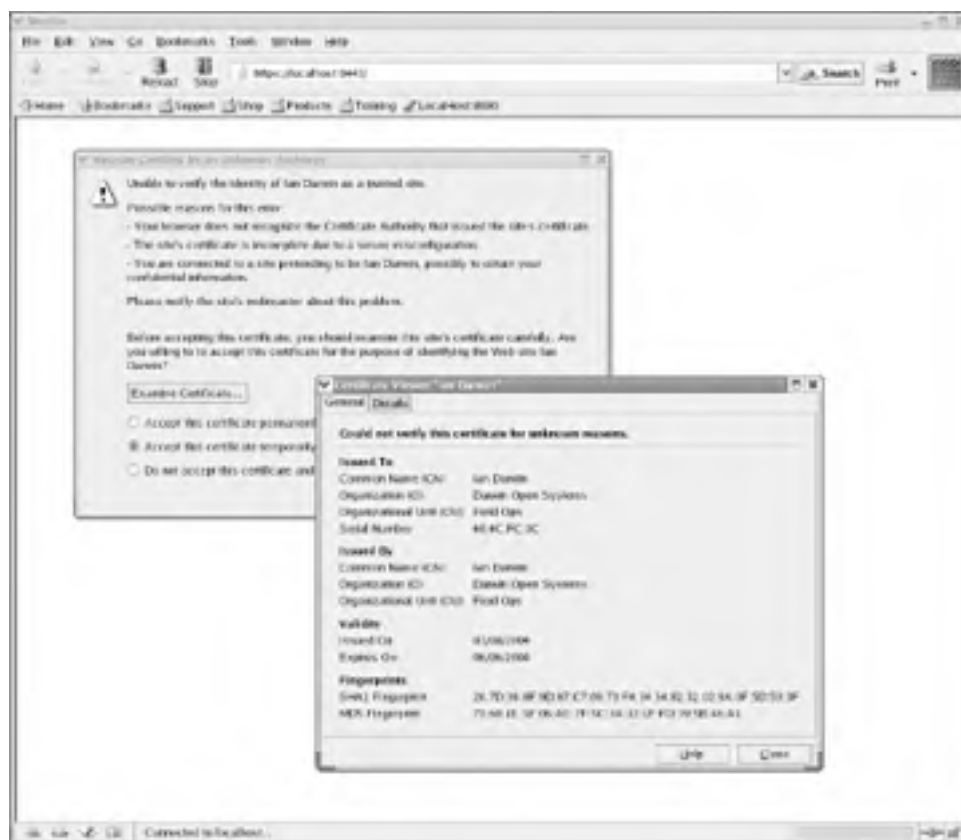 File Edit View Go Bookmarks Tools Window Help
Reload Stop Search Print
Home Bookmarks Support Shop Products Training
Unable to verify the identity of Ian Darwin as a trusted site.
Possible reasons for this error:
- Your browser does not recognize the Certificate Authority that issued the site's certificate.
- The site's certificate is incomplete due to a server misconfiguration.
- You are connected to a site pretending to be Ian Darwin, possibly to obtain your
confidential information.
Please notify the site's webmaster about this problem.
Before accepting this certificate, you should examine this site's certificate carefully. Are
you willing to to accept this certificate for the purpose of identifying the Web site Ian
Darwin?
Examine Certificate...
Accept this certificate permanent
Accept this certificate temporarily
Do not accept this certificate and
Certificate Viewer: "Ian Darwin"
General Details
Could not verify this certificate for unknown reasons.
Issued To
Common Name (CN) Ian Darwin
Organization (O) Darwin Open Systems
Organizational Unit (OU) Field Ops
Serial Number
Issued By
Common Name (CN) Ian Darwin
Organization (O) Darwin Open Systems
Organizational Unit (OU) Field Ops
Validity
Issued On
Expires On
Fingerprints
SHA1 Fingerprint
MD5 Fingerprint
Help Close
Connected to localhost...